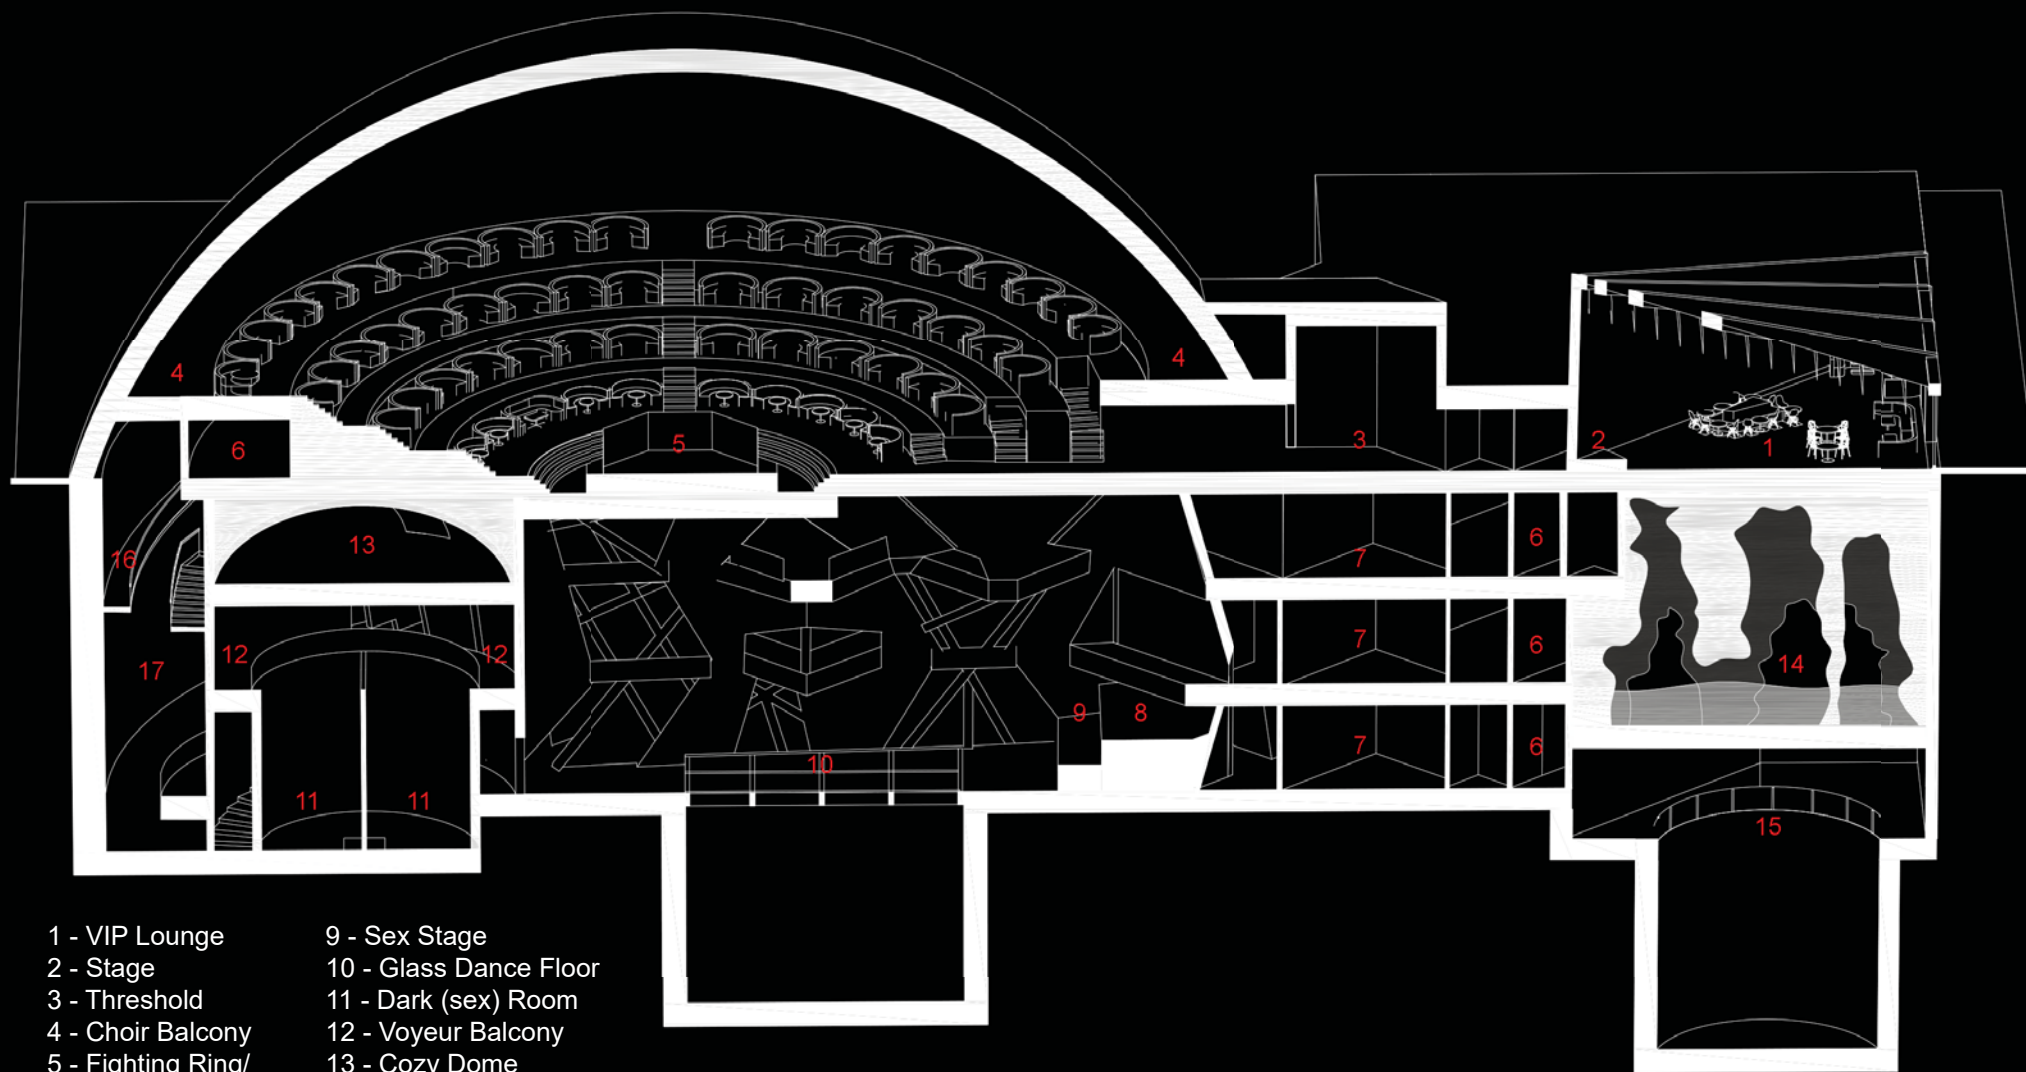 4
4
5
3
2
1
6
16
13
7
6
12
12
17
7
6
14
9
8
10
7
6
11
11
15
1 - VIP Lounge
2 - Stage
3 - Threshold
4 - Choir Balcony
5 - Fighting Ring/
9 - Sex Stage
10 - Glass Dance Floor
11 - Dark (sex) Room
12 - Voyeur Balcony
13 - Cozy Dome